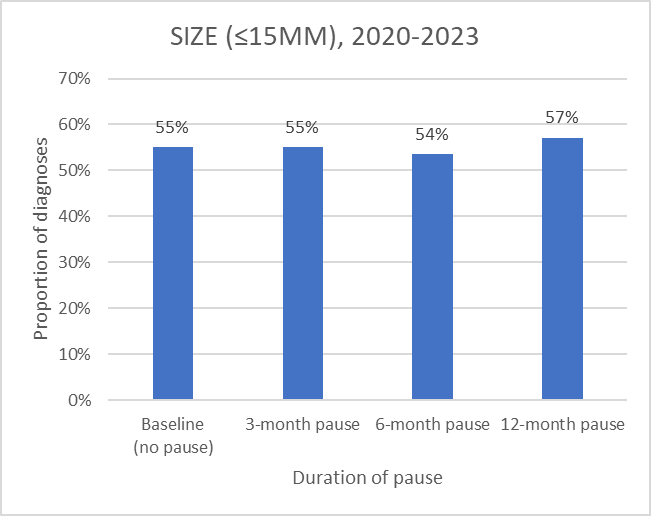 SIZE (≤15MM), 2020-2023
70%
60%
50%
40%
30%
20%
10%
0%
Proportion of diagnoses
55%
55%
54%
57%
Baseline
(no pause)
3-month pause
6-month pause
12-month pause
Duration of pause